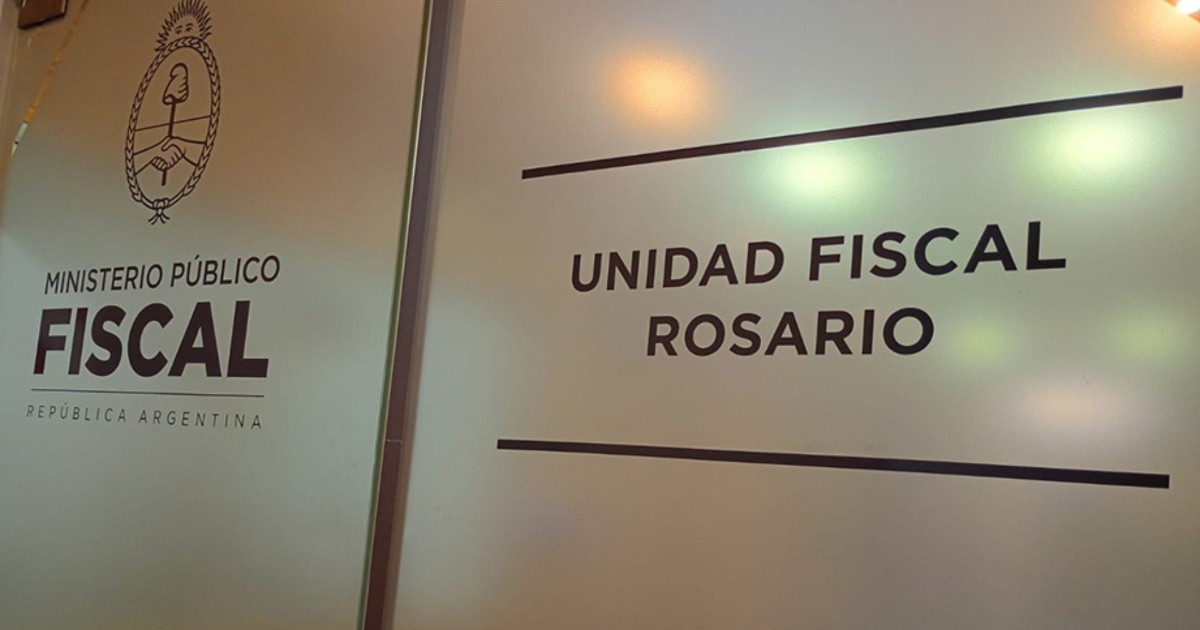 MINISTERIO PÚBLICO
FISCAL
REPÚBLICA ARGENTINA
UNIDAD FISCAL
ROSARIO